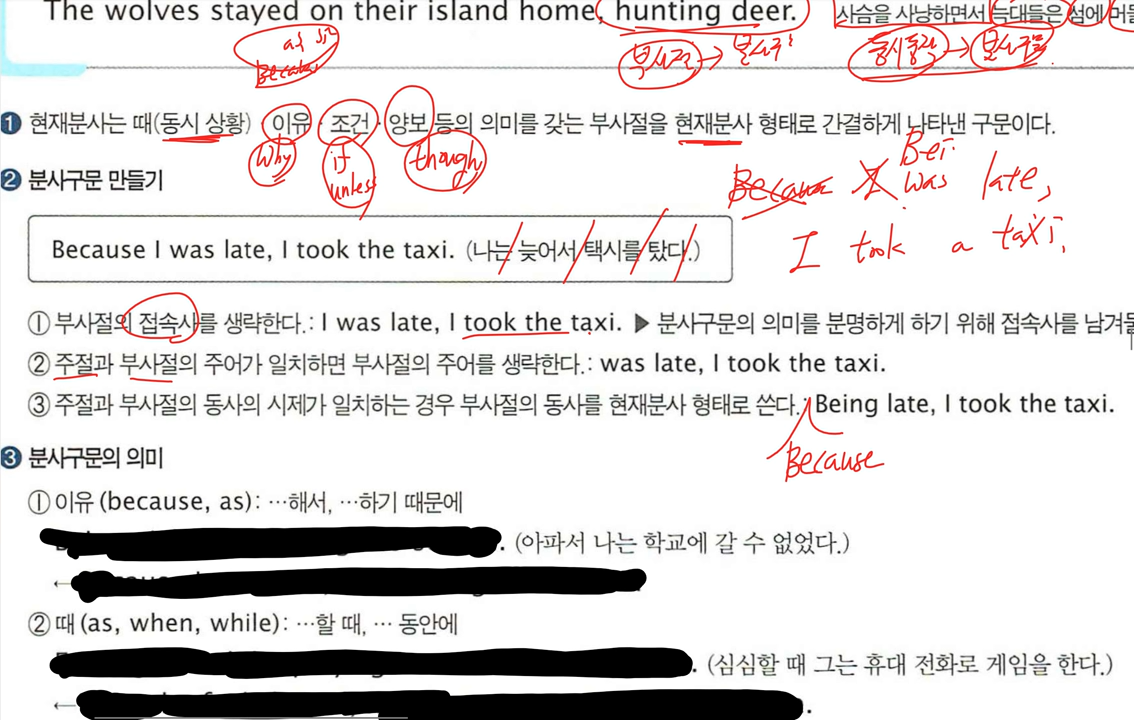 The wolves stayed on their island home, hunting deer. 사슴을 사냥하면서 늑대들은 섬에
as
부사절 → 분사구 동시동작 → 분사구문
Because
❶ 현재분사는 때(동시 상황) 이유 · 조건 · 양보 등의 의미를 갖는 부사절을 현재분사 형태로 간결하게 나타낸 구문이다.
Why if unless though
❷ 분사구문 만들기
Bei
Because I was late,
I took a taxi.
Because I was late, I took the taxi. (나는 늦어서 택시를 탔다.)
① 부사절의 접속사를 생략한다.: I was late, I took the taxi. ▶ 분사구문의 의미를 분명하게 하기 위해 접속사를 남겨둘
② 주절과 부사절의 주어가 일치하면 부사절의 주어를 생략한다.: was late, I took the taxi.
③ 주절과 부사절의 동사의 시제가 일치하는 경우 부사절의 동사를 현재분사 형태로 쓴다.: Being late, I took the taxi.
Because
❸ 분사구문의 의미
① 이유 (because, as): …해서, …하기 때문에
. (아파서 나는 학교에 갈 수 없었다.)
←
② 때 (as, when, while): …할 때, … 동안에
. (심심할 때 그는 휴대 전화로 게임을 한다.)
← .